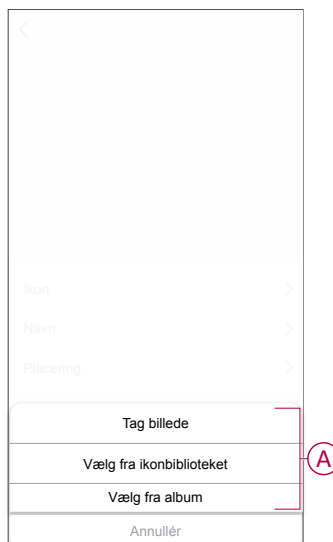 Ikon
Navn
Placering
Tag billede
Vælg fra ikonbiblioteket
A
Vælg fra album
Annullér